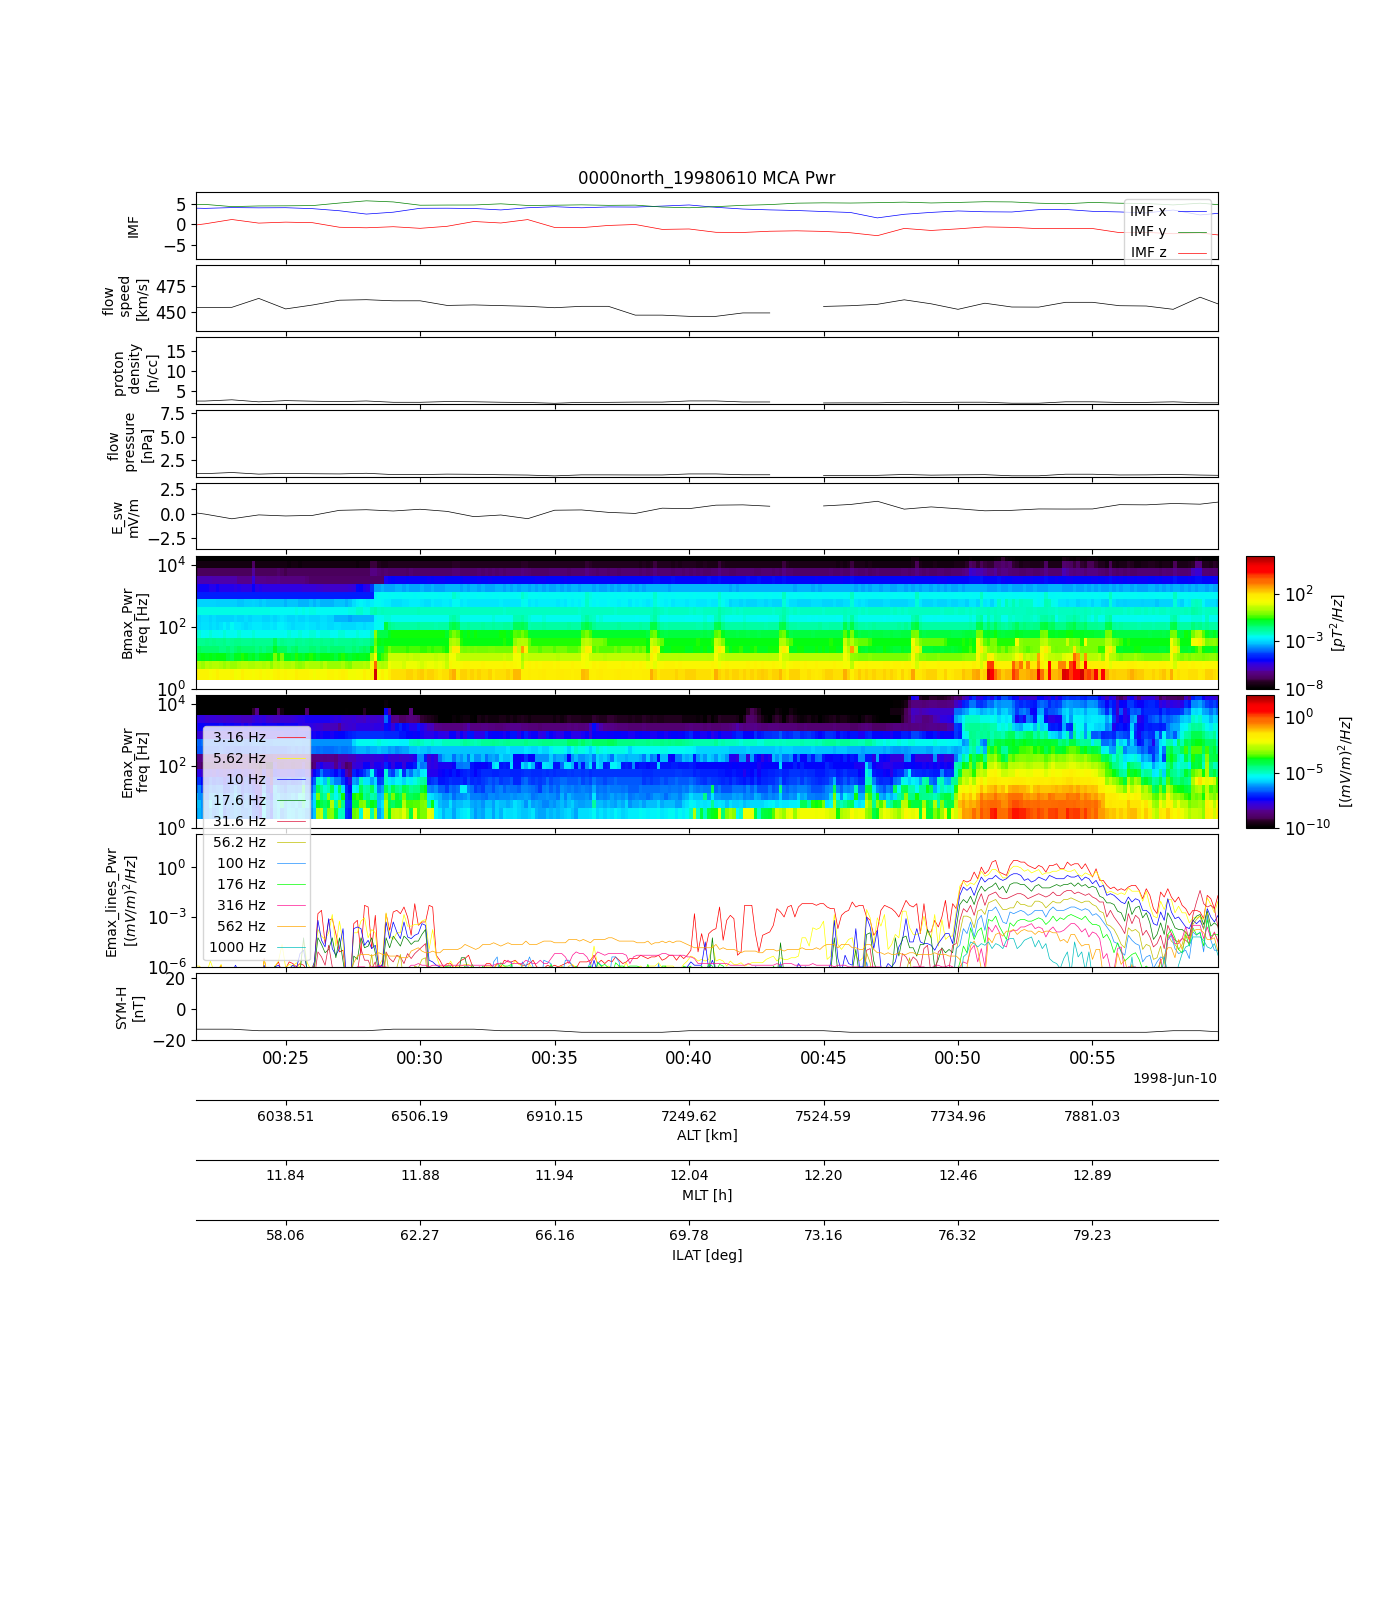 0000north_19980610 MCA Pwr
5
0
−5
IMF
IMF x
IMF y
IMF z
475
450
flow
speed
[km/s]
15
10
5
proton
density
[n/cc]
7.5
5.0
2.5
flow
pressure
[nPa]
2.5
0.0
−2.5
E_sw
mV/m
10^4
10^2
10^0
Bmax_Pwr
freq [Hz]
10^2
10^−3
10^−8
[pT^2/Hz]
10^4
10^2
10^0
Emax_Pwr
freq [Hz]
10^0
10^−5
10^−10
[(mV/m)^2/Hz]
3.16 Hz
5.62 Hz
10 Hz
17.6 Hz
31.6 Hz
56.2 Hz
100 Hz
176 Hz
316 Hz
562 Hz
1000 Hz
10^0
10^−3
10^−6
Emax_lines_Pwr
[(mV/m)^2/Hz]
20
0
−20
SYM-H
[nT]
00:25 00:30 00:35 00:40 00:45 00:50 00:55
1998-Jun-10
6038.51 6506.19 6910.15 7249.62 7524.59 7734.96 7881.03
ALT [km]
11.84 11.88 11.94 12.04 12.20 12.46 12.89
MLT [h]
58.06 62.27 66.16 69.78 73.16 76.32 79.23
ILAT [deg]